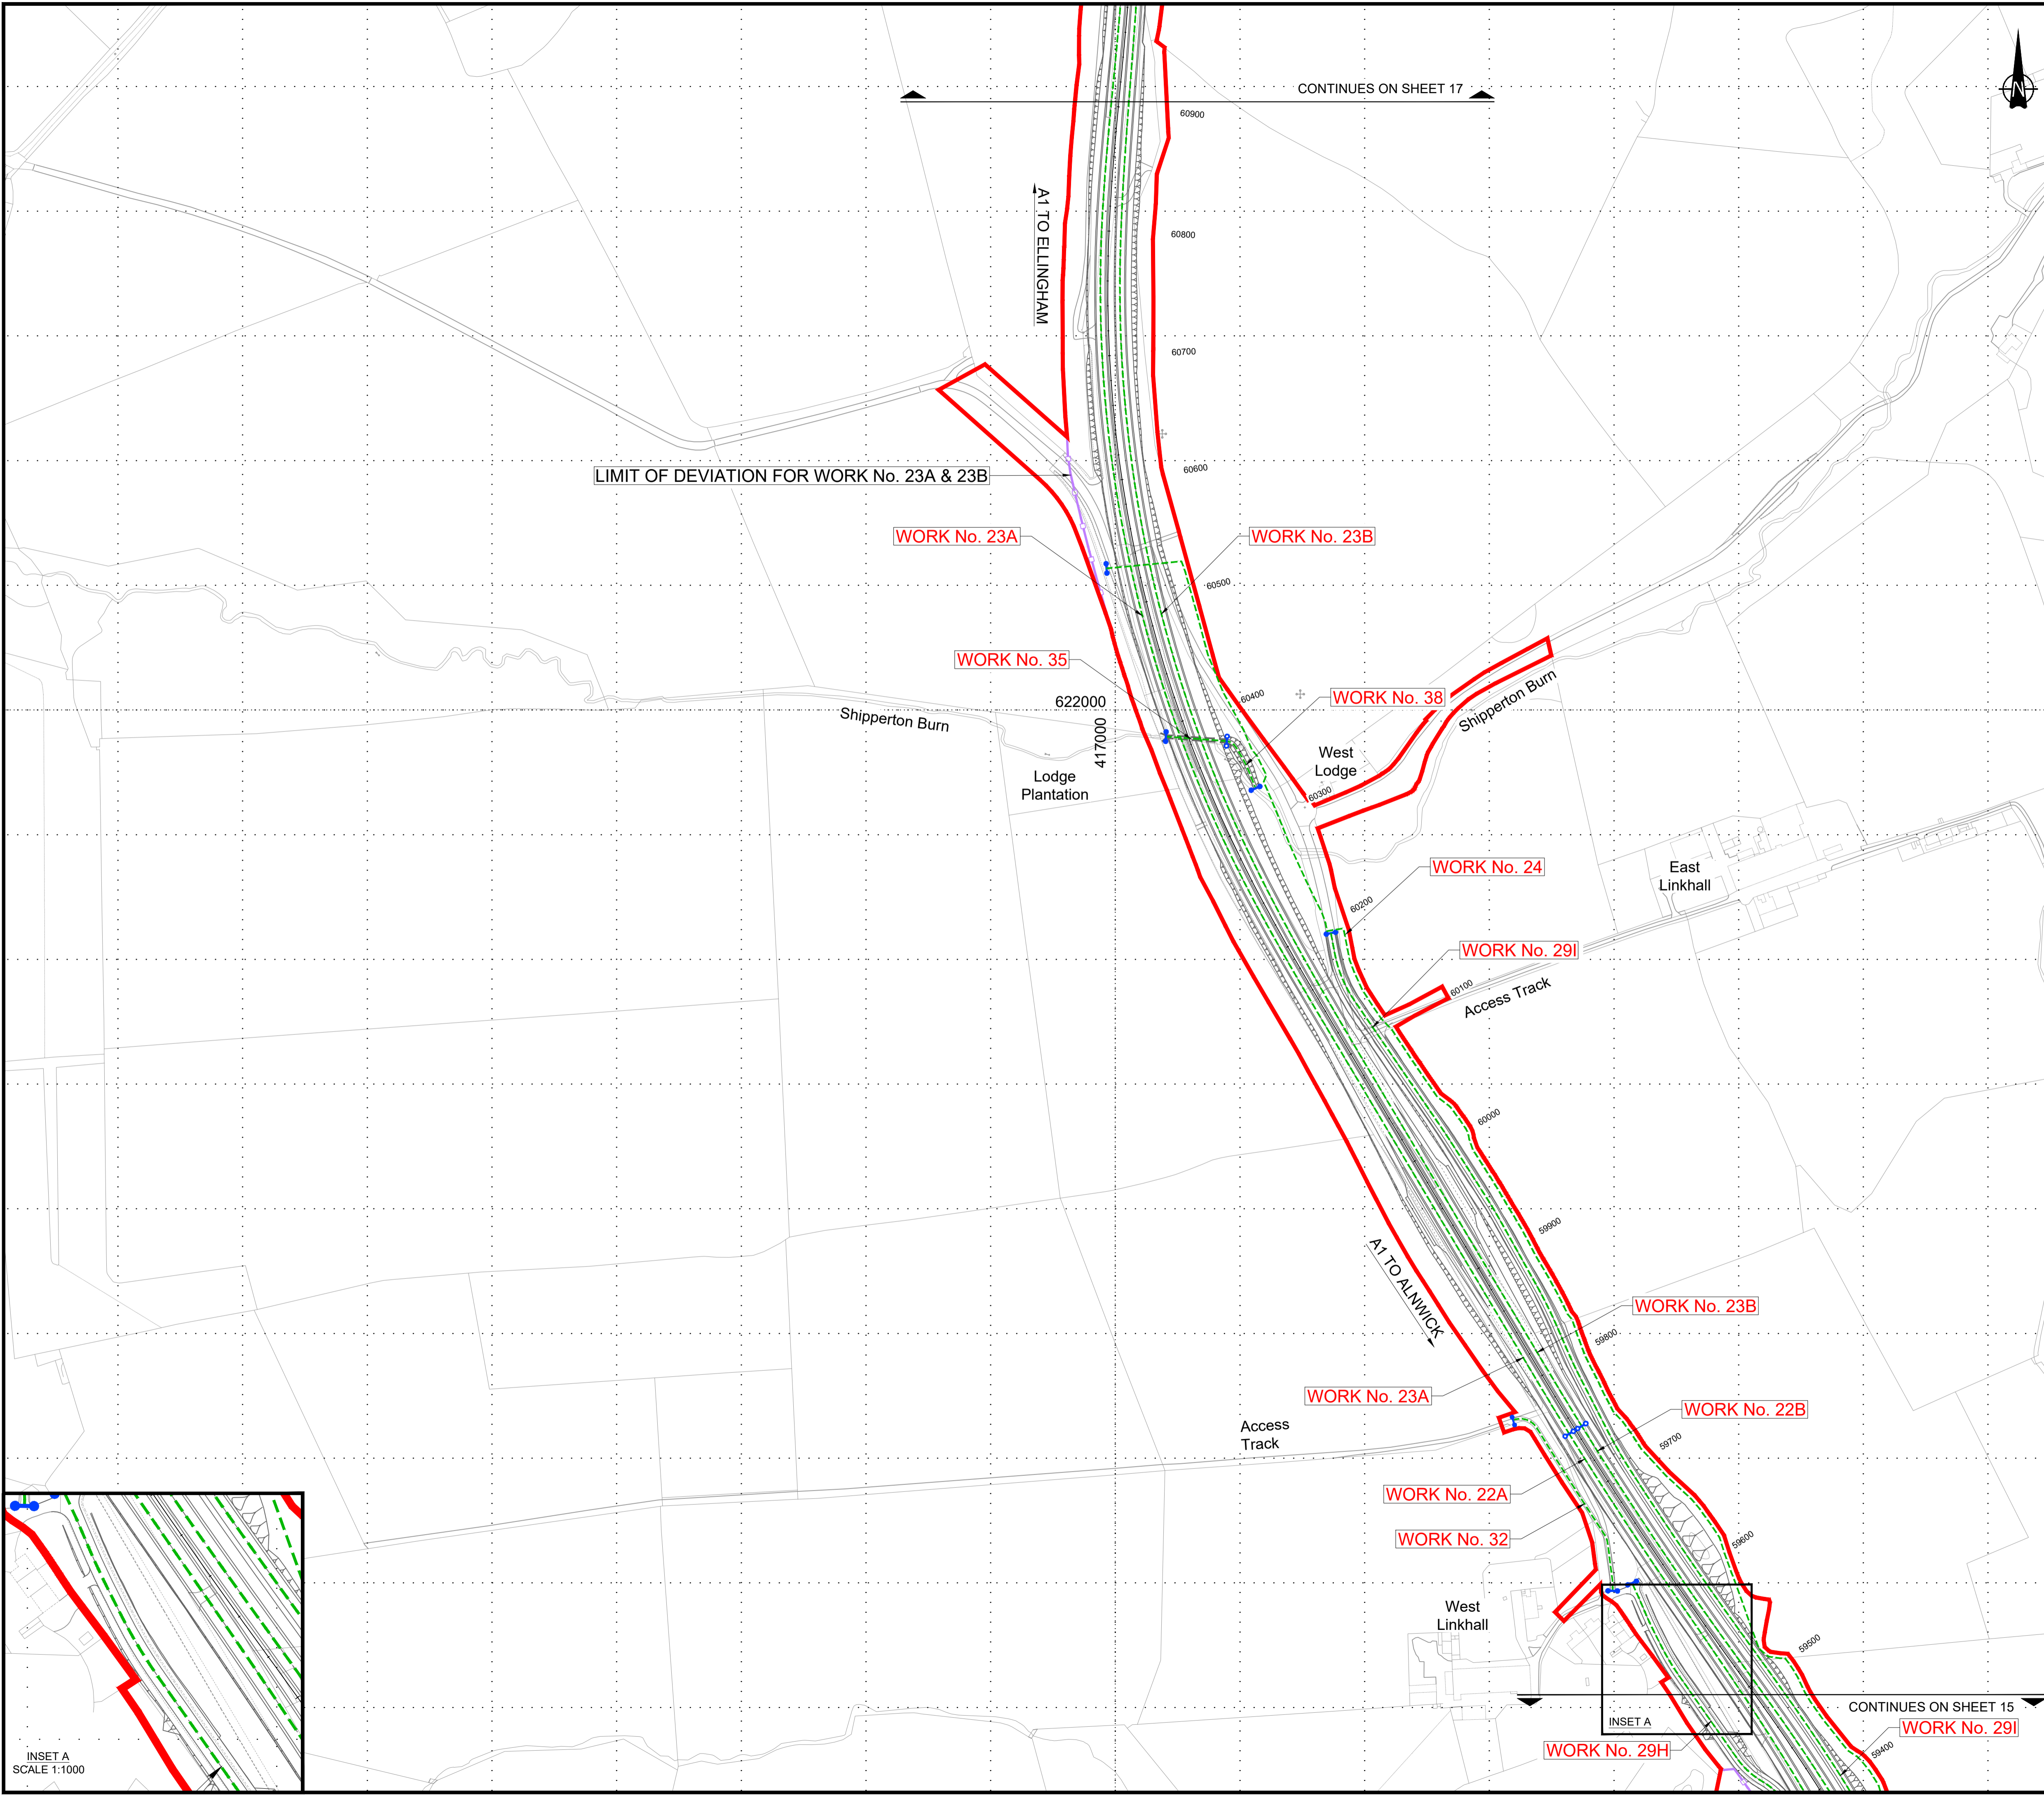 CONTINUES ON SHEET 17
N
60900
A1 TO ELLINGHAM
60800
60700
60600
LIMIT OF DEVIATION FOR WORK No. 23A & 23B
WORK No. 23A
WORK No. 23B
60500
WORK No. 35
60400
WORK No. 38
622000
417000
Shipperton Burn
Shipperton Burn
West
Lodge
Lodge
Plantation
60300
WORK No. 24
East
Linkhall
60200
WORK No. 29I
60100
Access Track
60000
59900
A1 TO ALNWICK
WORK No. 23B
59800
WORK No. 23A
WORK No. 22B
Access
Track
59700
WORK No. 22A
WORK No. 32
59600
West
Linkhall
59500
CONTINUES ON SHEET 15
INSET A
WORK No. 29I
WORK No. 29H
59400
INSET A
SCALE 1:1000